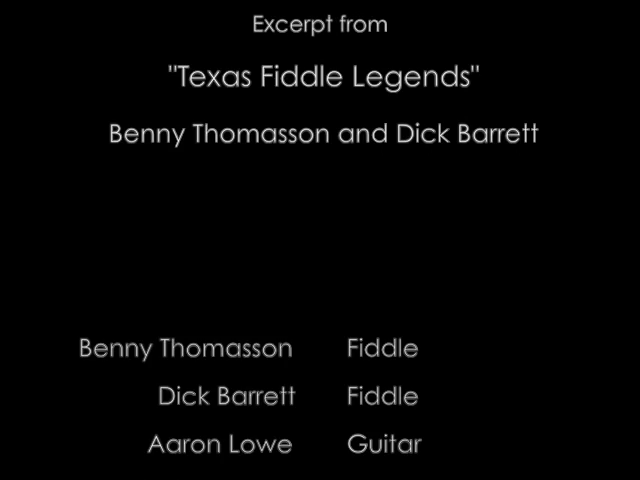 Excerpt from
"Texas Fiddle Legends"
Benny Thomasson and Dick Barrett
Benny Thomasson Fiddle
Dick Barrett Fiddle
Aaron Lowe Guitar